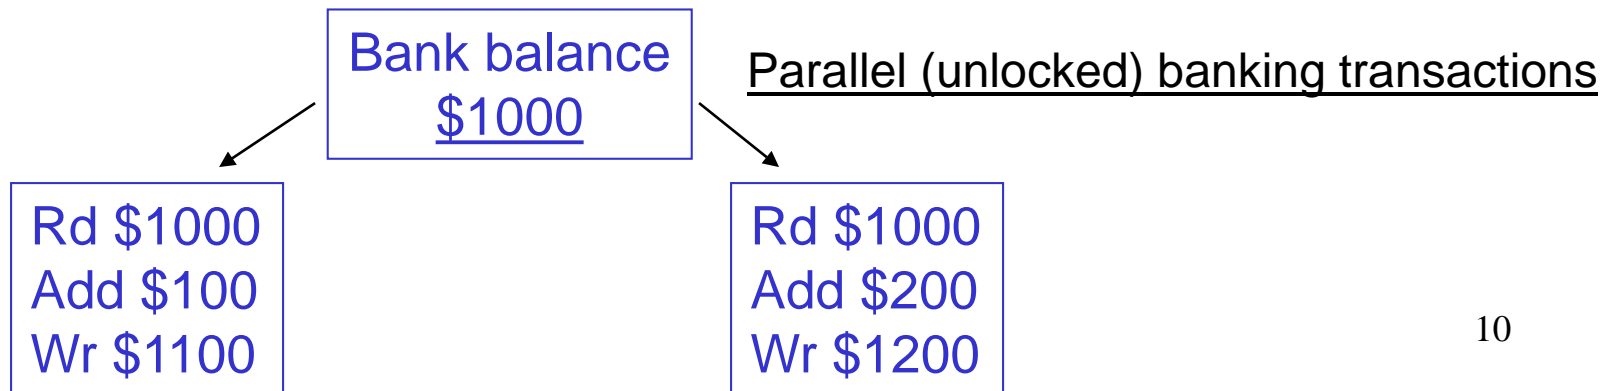 Bank balance
$1000
Parallel (unlocked) banking transactions
Rd $1000
Add $100
Wr $1100
Rd $1000
Add $200
Wr $1200
10